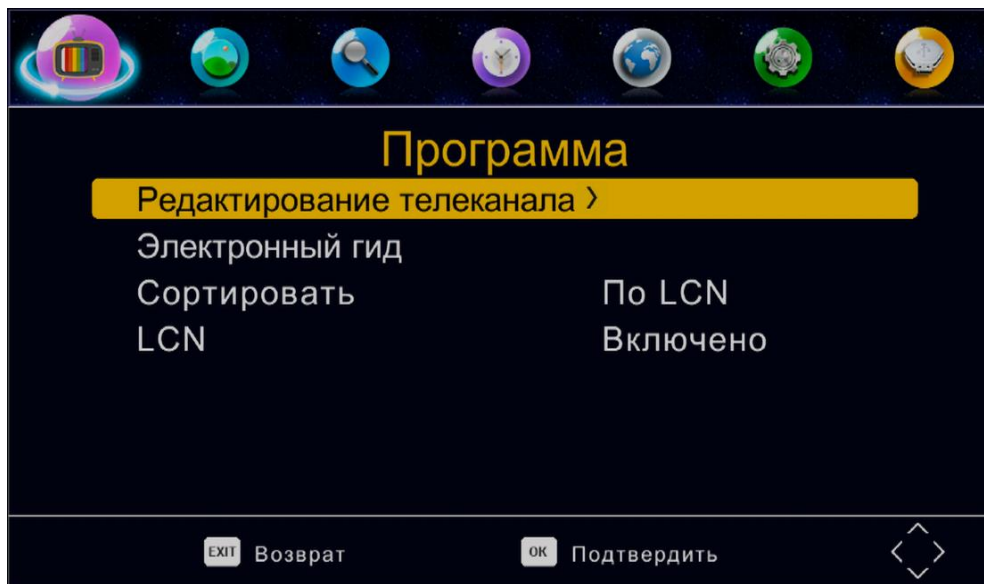 Программа
Редактирование телеканала >
Электронный гид
Сортировать По LCN
LCN Включено
EXIT Возврат OK Подтвердить